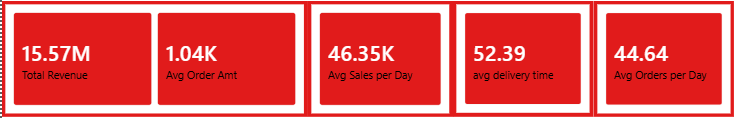 15.57M
Total Revenue
1.04K
Avg Order Amt
46.35K
Avg Sales per Day
52.39
avg delivery time
44.64
Avg Orders per Day